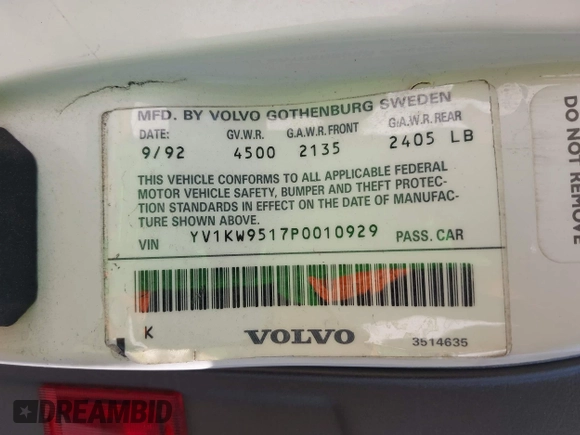 MFD. BY VOLVO GOTHENBURG SWEDEN
DATE: G.V.W.R. G.A.W.R. FRONT G.A.W.R. REAR
9/92 4500 2135 2405 LB
THIS VEHICLE CONFORMS TO ALL APPLICABLE FEDERAL
MOTOR VEHICLE SAFETY, BUMPER AND THEFT PROTEC-
TION STANDARDS IN EFFECT ON THE DATE OF MANUFAC-
TURE SHOWN ABOVE.
VIN YV1KW9517P0010929 PASS. CAR
K VOLVO 3514635
DO NOT REMOVE
DREAMBID